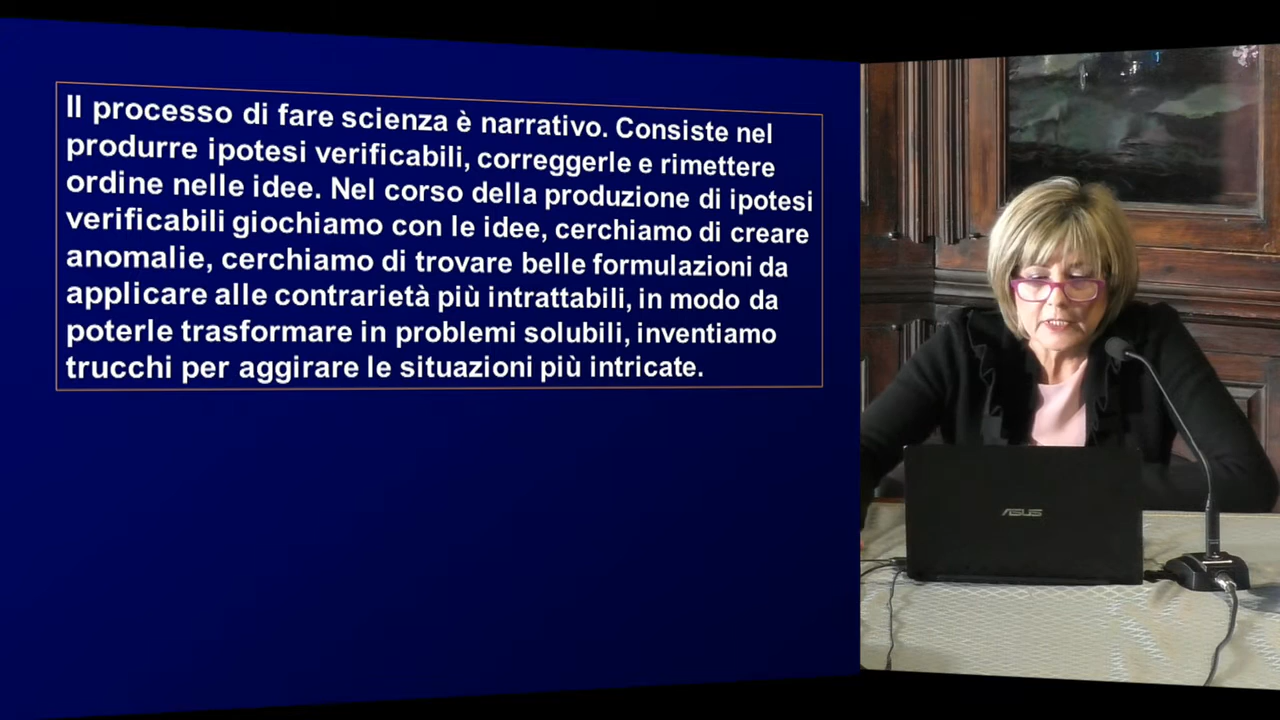 Il processo di fare scienza è narrativo. Consiste nel
produrre ipotesi verificabili, correggerle e rimettere
ordine nelle idee. Nel corso della produzione di ipotesi
verificabili giochiamo con le idee, cerchiamo di creare
anomalie, cerchiamo di trovare belle formulazioni da
applicare alle contrarietà più intrattabili, in modo da
poterle trasformare in problemi solubili, inventiamo
trucchi per aggirare le situazioni più intricate.
ASUS